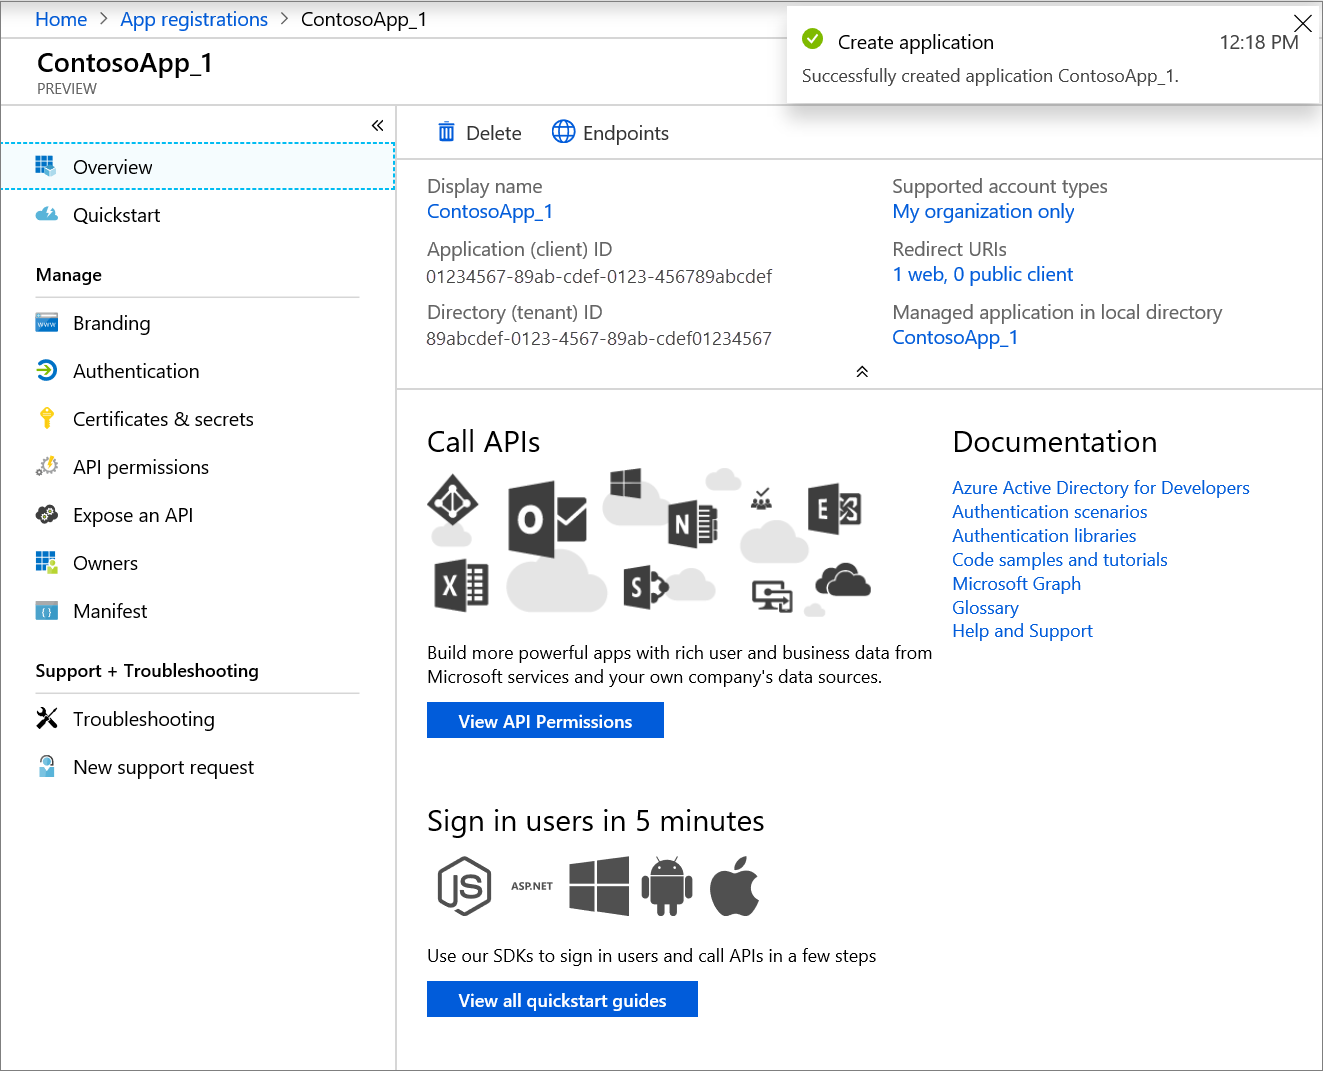 Home > App registrations > ContosoApp_1
ContosoApp_1
PREVIEW
Create application
12:18 PM
Successfully created application ContosoApp_1.
Overview
Quickstart
Manage
Branding
Authentication
Certificates & secrets
API permissions
Expose an API
Owners
Manifest
Support + Troubleshooting
Troubleshooting
New support request
Delete
Endpoints
Display name
ContosoApp_1
Application (client) ID
01234567-89ab-cdef-0123-456789abcdef
Directory (tenant) ID
89abcdef-0123-4567-89ab-cdef01234567
Supported account types
My organization only
Redirect URIs
1 web, 0 public client
Managed application in local directory
ContosoApp_1
Call APIs
Build more powerful apps with rich user and business data from
Microsoft services and your own company's data sources.
View API Permissions
Sign in users in 5 minutes
JS
ASP.NET
Use our SDKs to sign in users and call APIs in a few steps
View all quickstart guides
Documentation
Azure Active Directory for Developers
Authentication scenarios
Authentication libraries
Code samples and tutorials
Microsoft Graph
Glossary
Help and Support